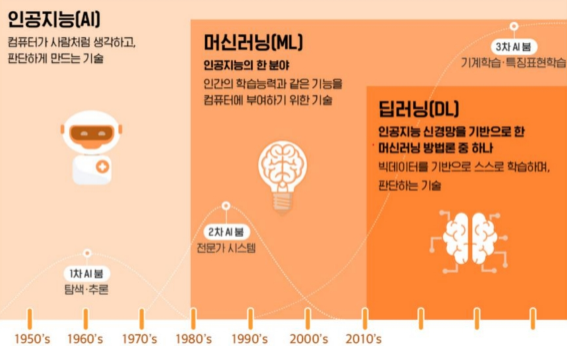 인공지능(AI)
컴퓨터가 사람처럼 생각하고,
판단하게 만드는 기술
머신러닝(ML)
인공지능의 한 분야
인간의 학습능력과 같은 기능을
컴퓨터에 부여하기 위한 기술
3차 AI 붐
기계학습·특징표현학습
딥러닝(DL)
인공지능 신경망을 기반으로 한
머신러닝 방법론 중 하나
빅데이터를 기반으로 스스로 학습하며,
판단하는 기술
2차 AI 붐
전문가 시스템
1차 AI 붐
탐색·추론
1950's 1960's 1970's 1980's 1990's 2000's 2010's